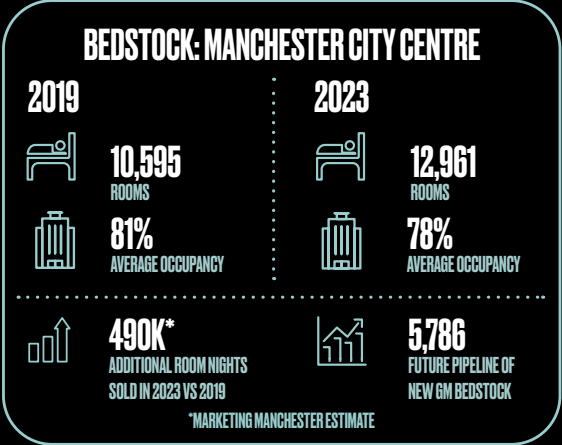 BEDSTOCK: MANCHESTER CITY CENTRE
2019
10,595
ROOMS
81%
AVERAGE OCCUPANCY
2023
12,961
ROOMS
78%
AVERAGE OCCUPANCY
490K*
ADDITIONAL ROOM NIGHTS
SOLD IN 2023 VS 2019
5,786
FUTURE PIPELINE OF
NEW GM BEDSTOCK
*MARKETING MANCHESTER ESTIMATE